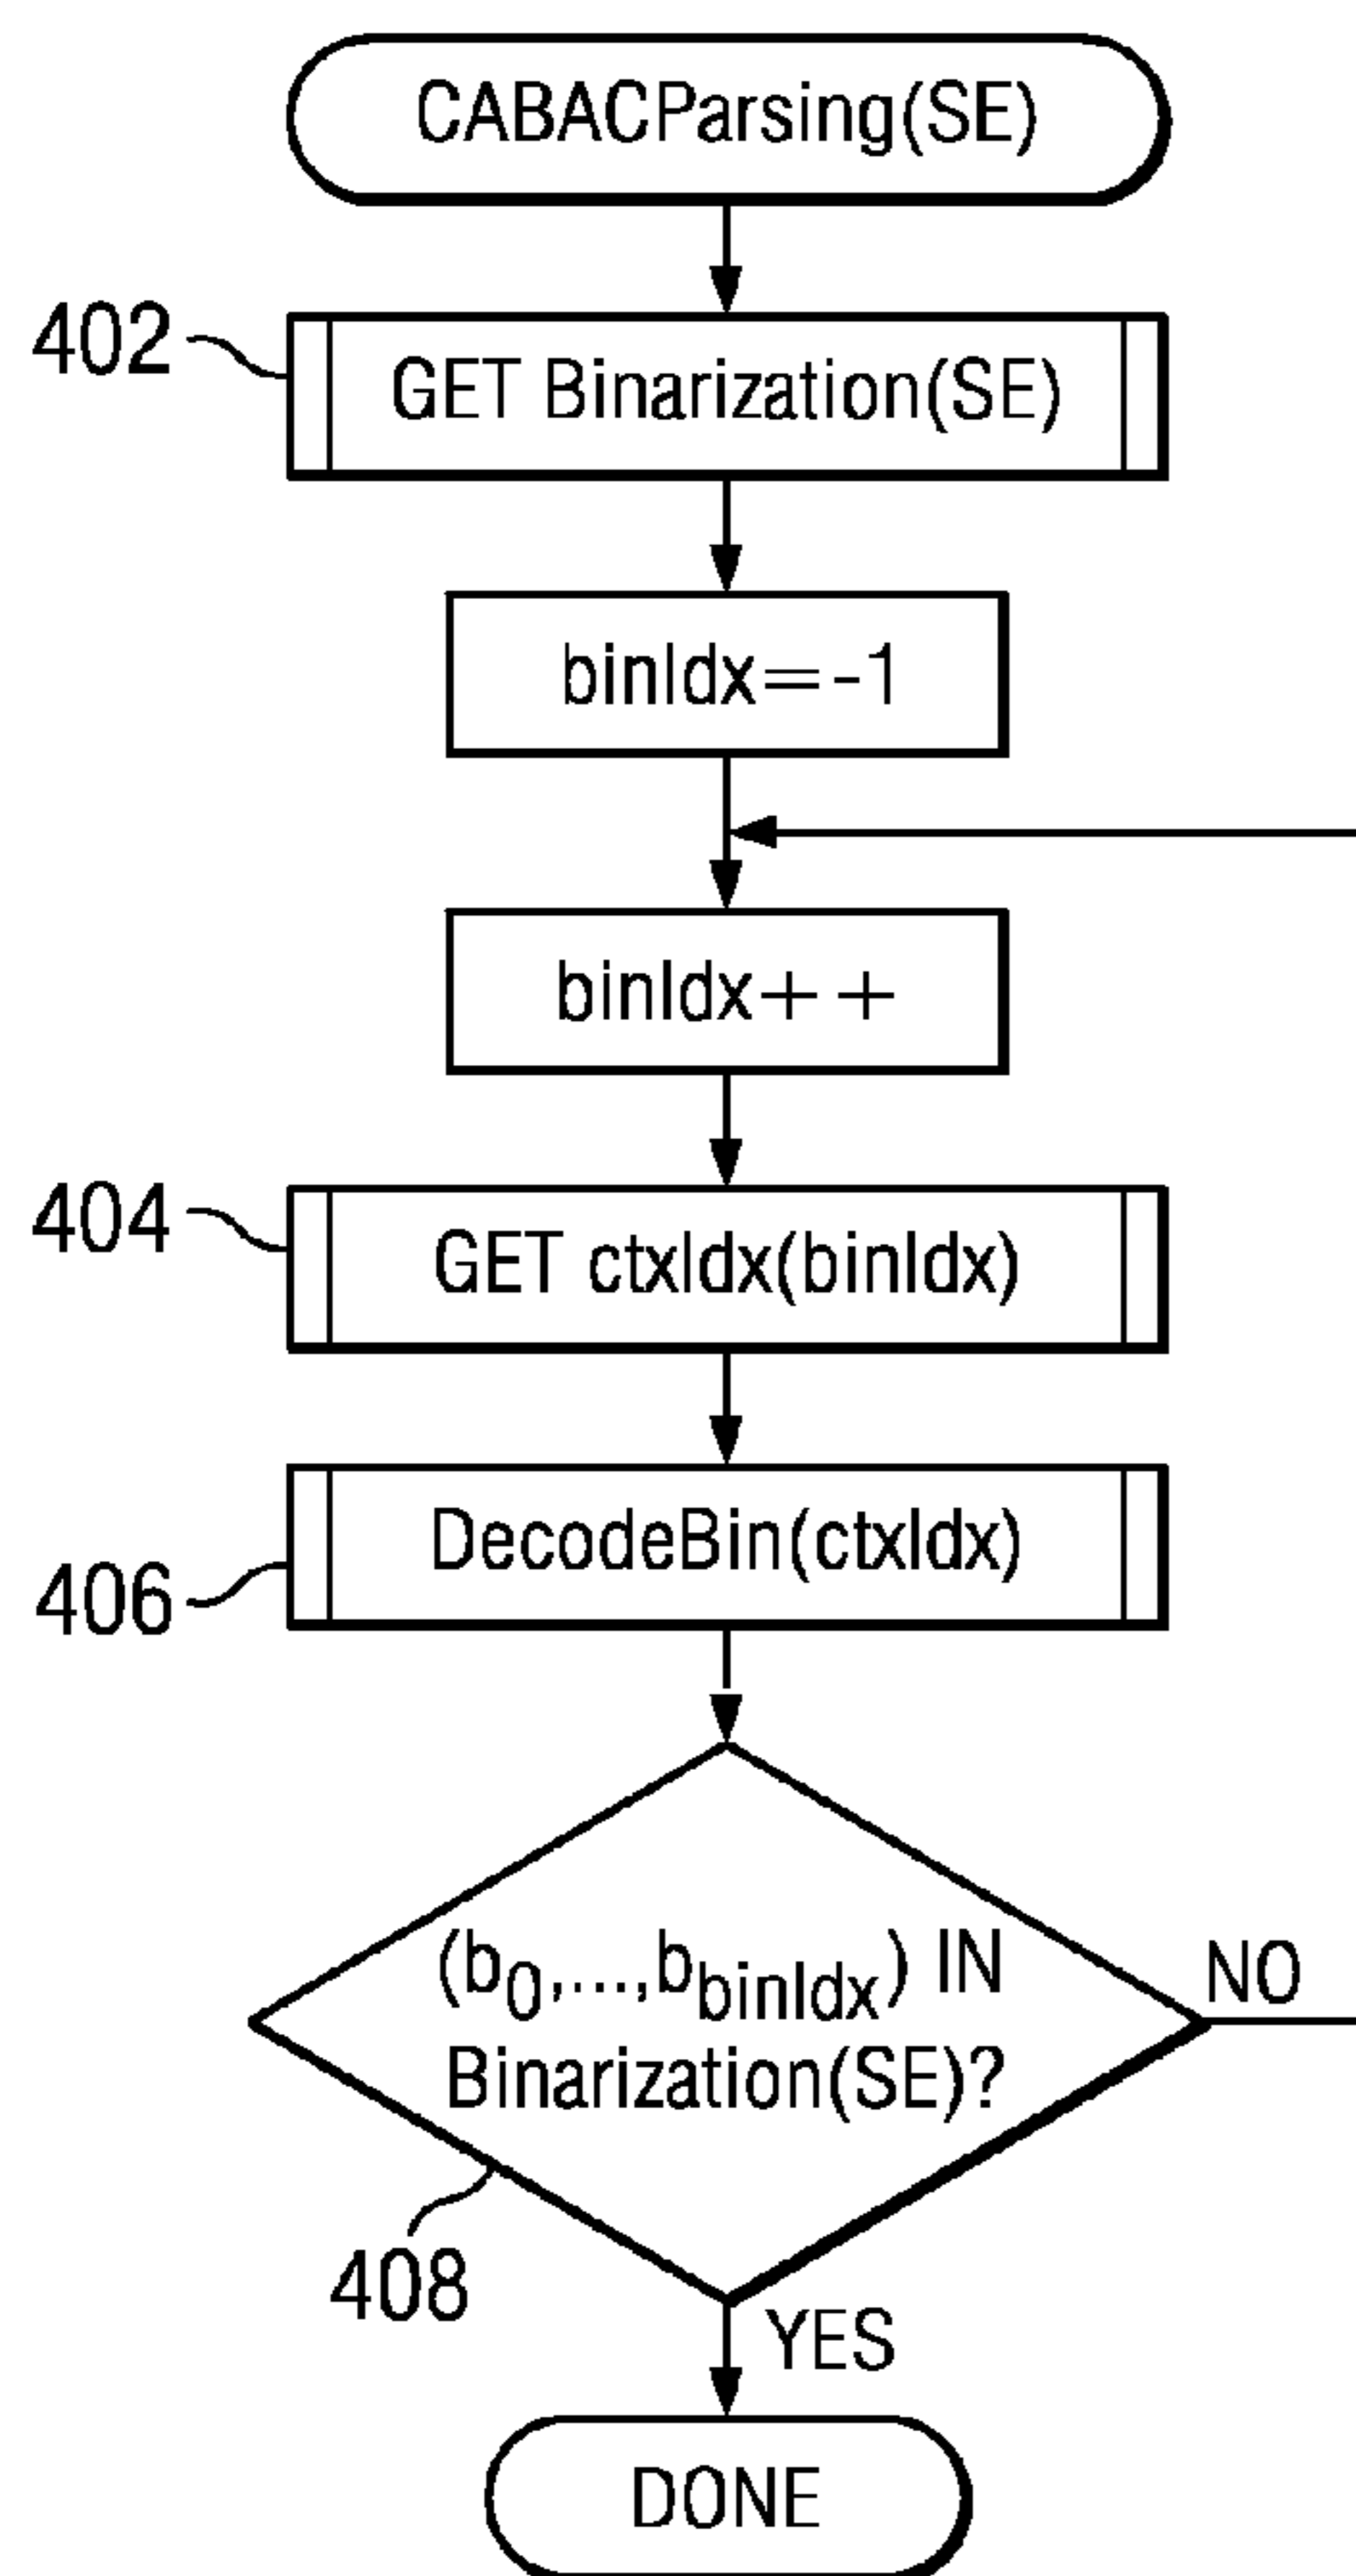 CABACParsing(SE)
402
GET Binarization(SE)
binIdx=-1
binIdx++
404
GET ctxIdx(binIdx)
DecodeBin(ctxIdx)
406
(b0,....,bbinIdx) IN
NO
Binarization(SE)?
408
YES
DONE